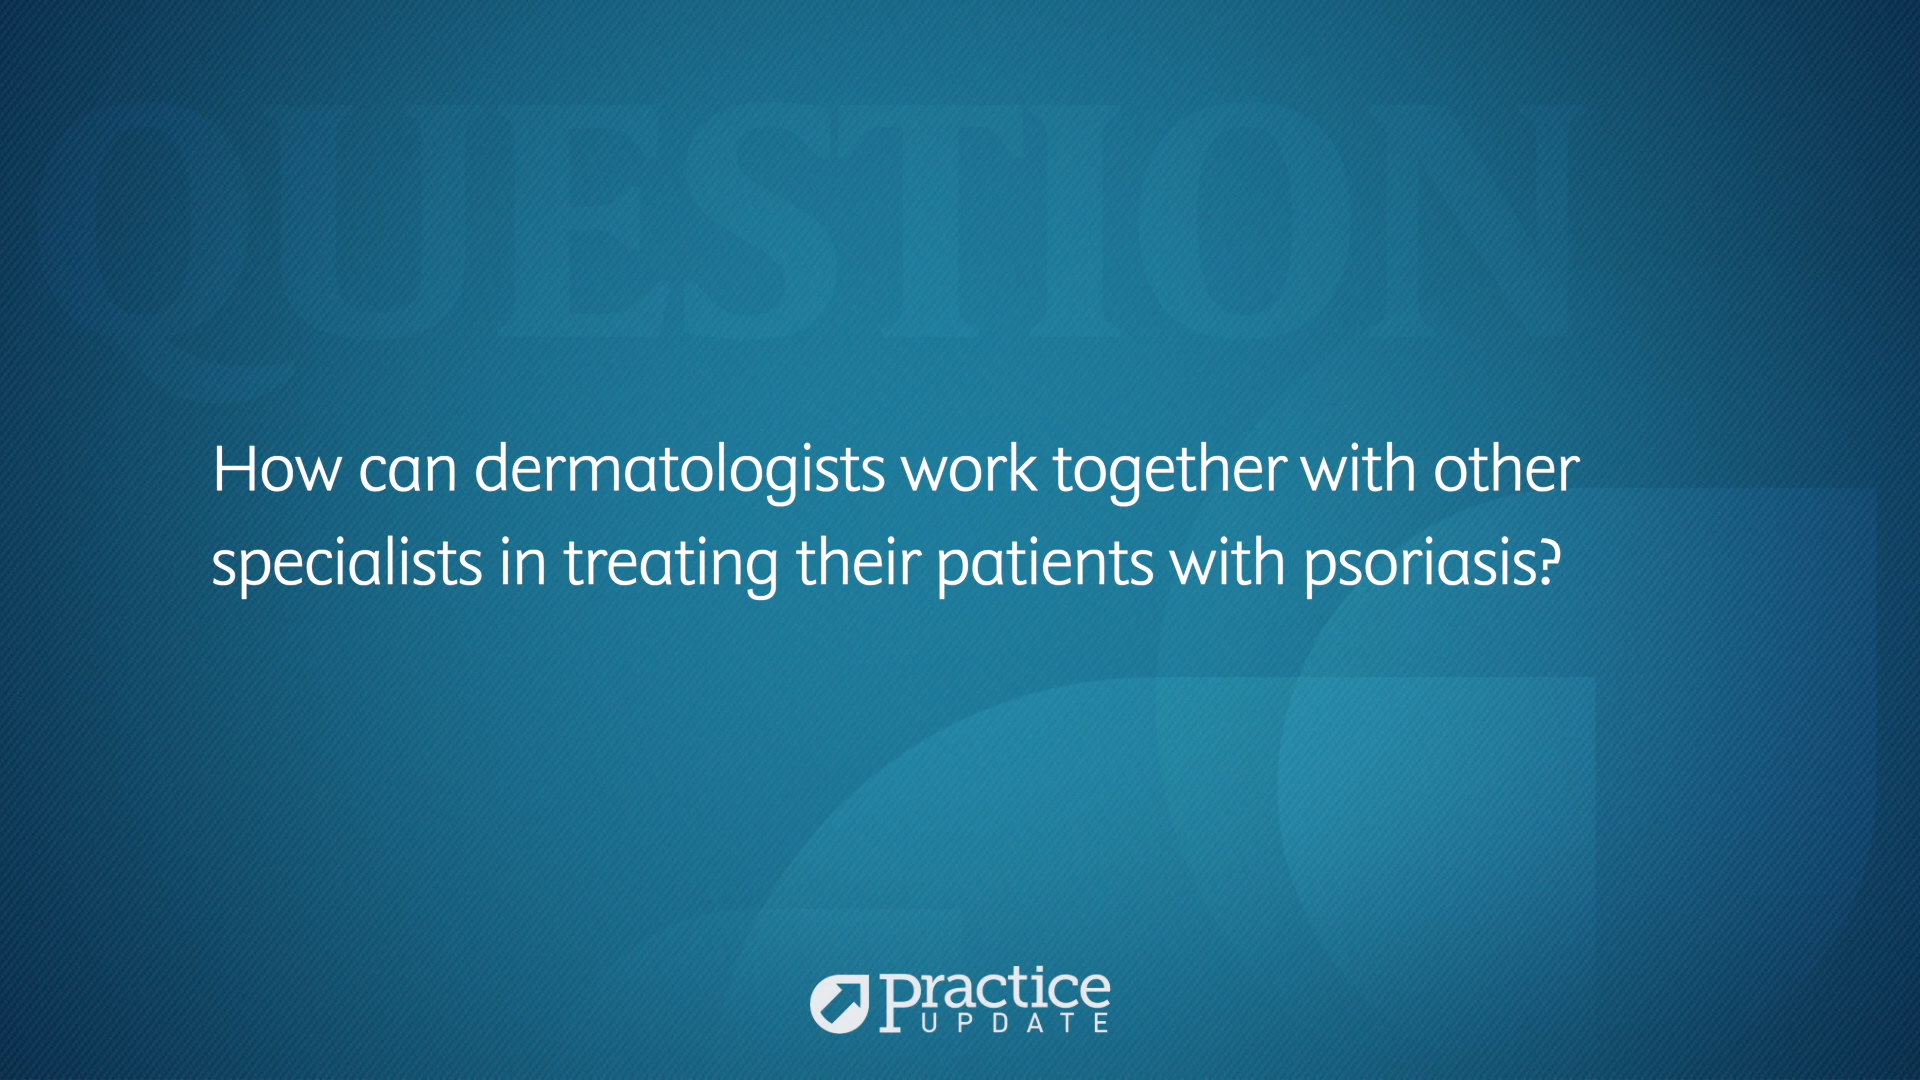 QUESTION
How can dermatologists work together with other
specialists in treating their patients with psoriasis?
Practice
UPDATE